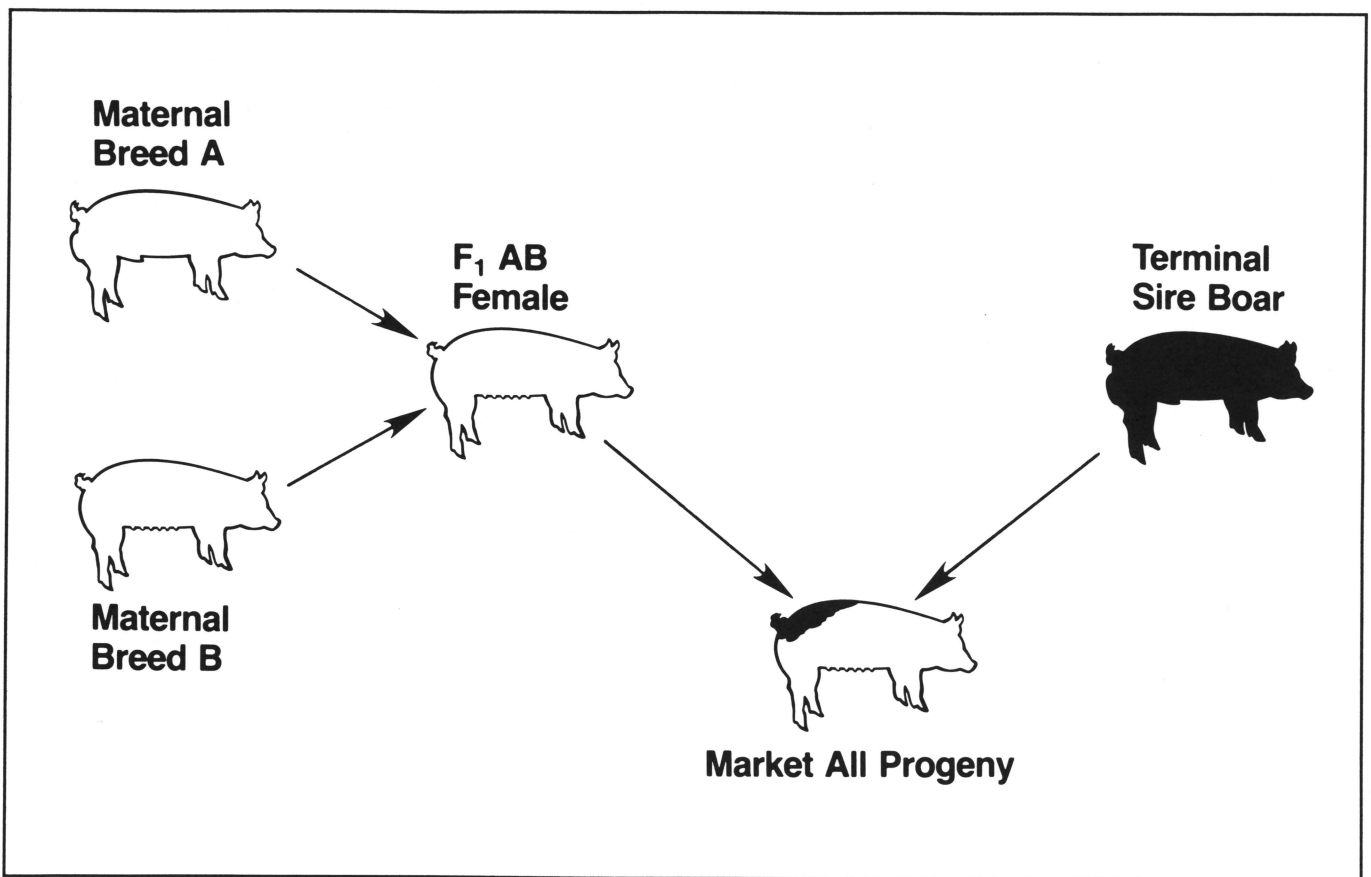 Maternal
Breed A
F₁ AB
Female
Terminal
Sire Boar
Maternal
Breed B
Market All Progeny